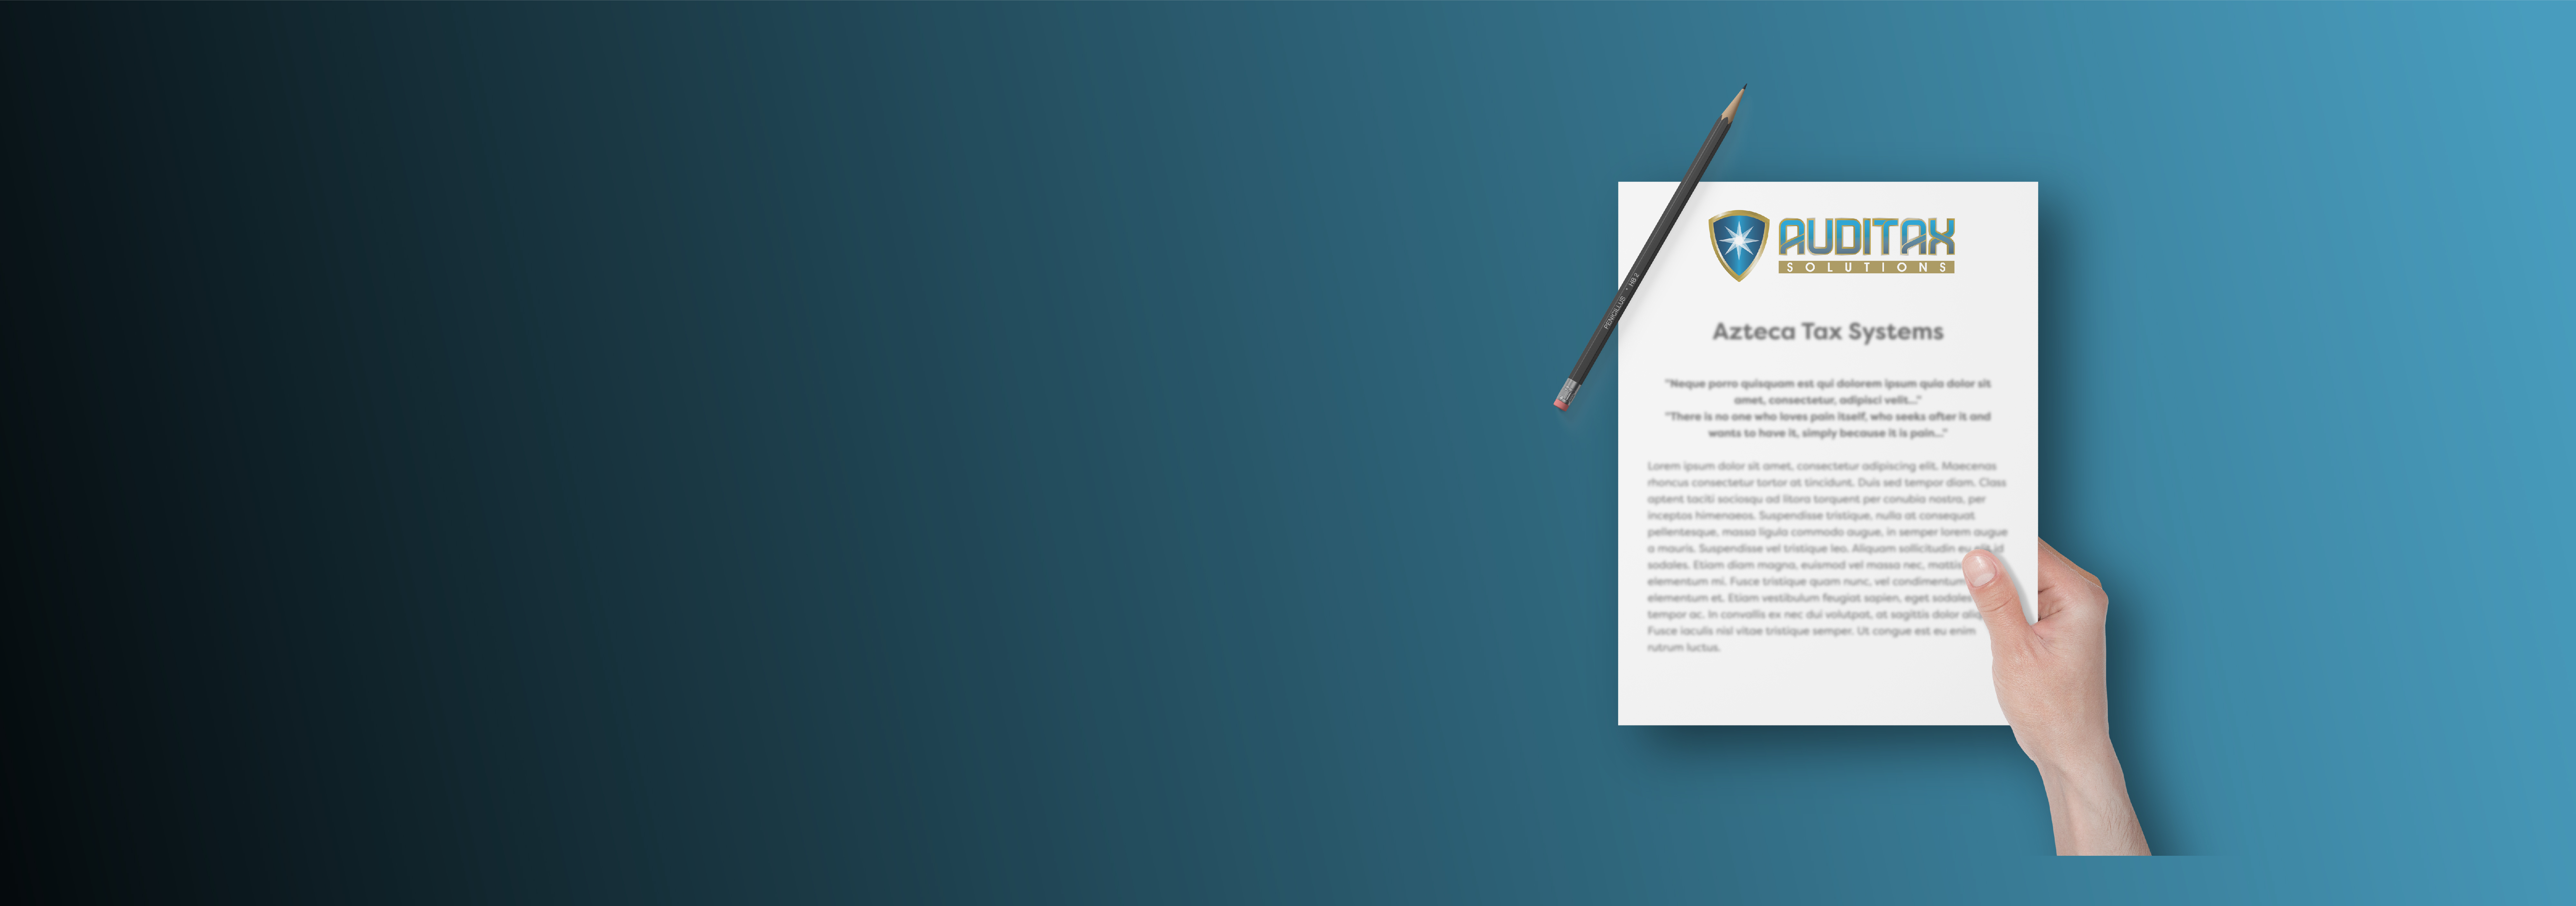 AUDITAX
SOLUTIONS
PENCILLUS - HB 2
Azteca Tax Systems
"Neque porro quisquam est qui dolorem ipsum quia dolor sit
amet, consectetur, adipisci velit..."
"There is no one who loves pain itself, who seeks after it and
wants to have it, simply because it is pain..."
Lorem ipsum dolor sit amet, consectetur adipiscing elit. Maecenas
rhoncus consectetur tortor at tincidunt. Duis sed tempor diam. Class
aptent taciti sociosqu ad litora torquent per conubia nostra, per
inceptos himenaeos. Suspendisse tristique, nulla at consequat
pellentesque, massa ligula commodo augue, in semper lorem augue
a mauris. Suspendisse vel tristique leo. Aliquam sollicitudin eu elit id
sodales. Etiam diam magna, euismod vel massa nec, mattis
elementum mi. Fusce tristique quam nunc, vel condimentum
elementum et. Etiam vestibulum feugiat sapien, eget sodales
tempor ac. In convallis ex nec dui volutpat, at sagittis dolor
Fusce iaculis nisl vitae tristique semper. Ut congue est eu enim
rutrum luctus.